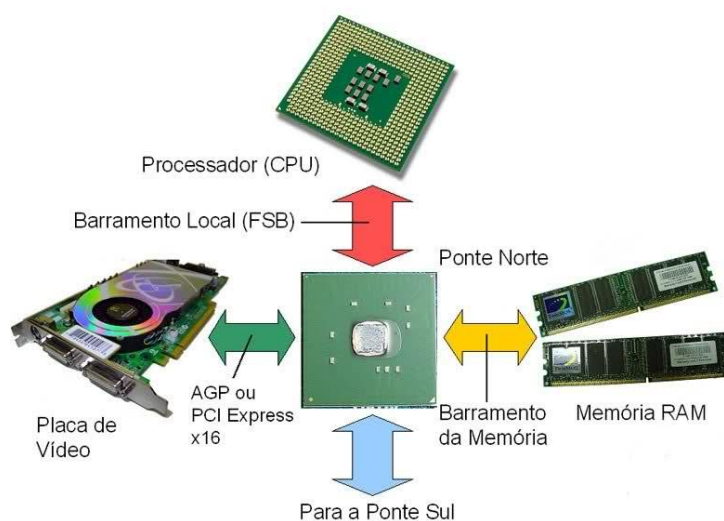 Processador (CPU)
Barramento Local (FSB)
Ponte Norte
AGP ou
PCI Express
x16
Placa de
Vídeo
Barramento
da Memória
Memória RAM
Para a Ponte Sul